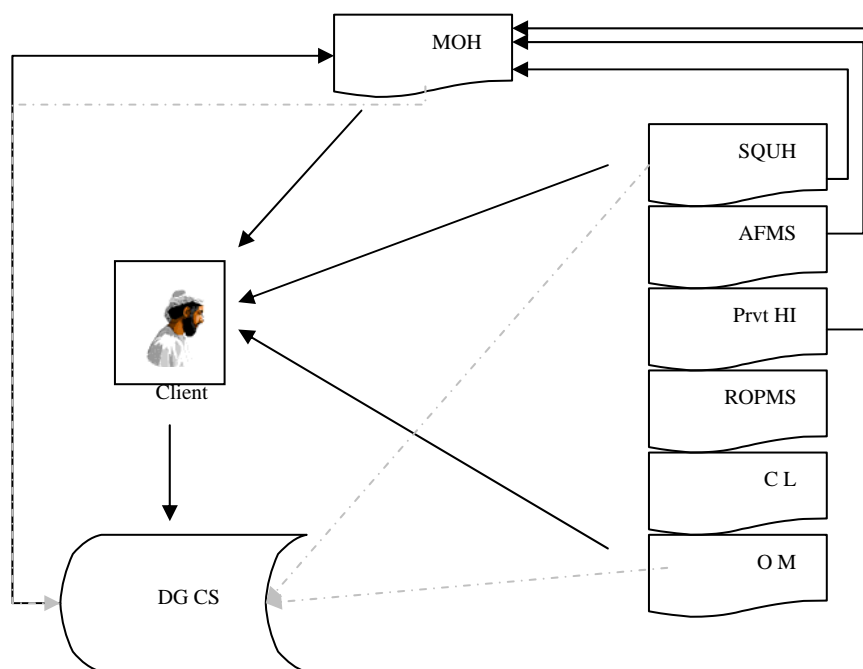 MOH
SQUH
AFMS
Prvt HI
ROPMS
C L
O M
Client
DG CS